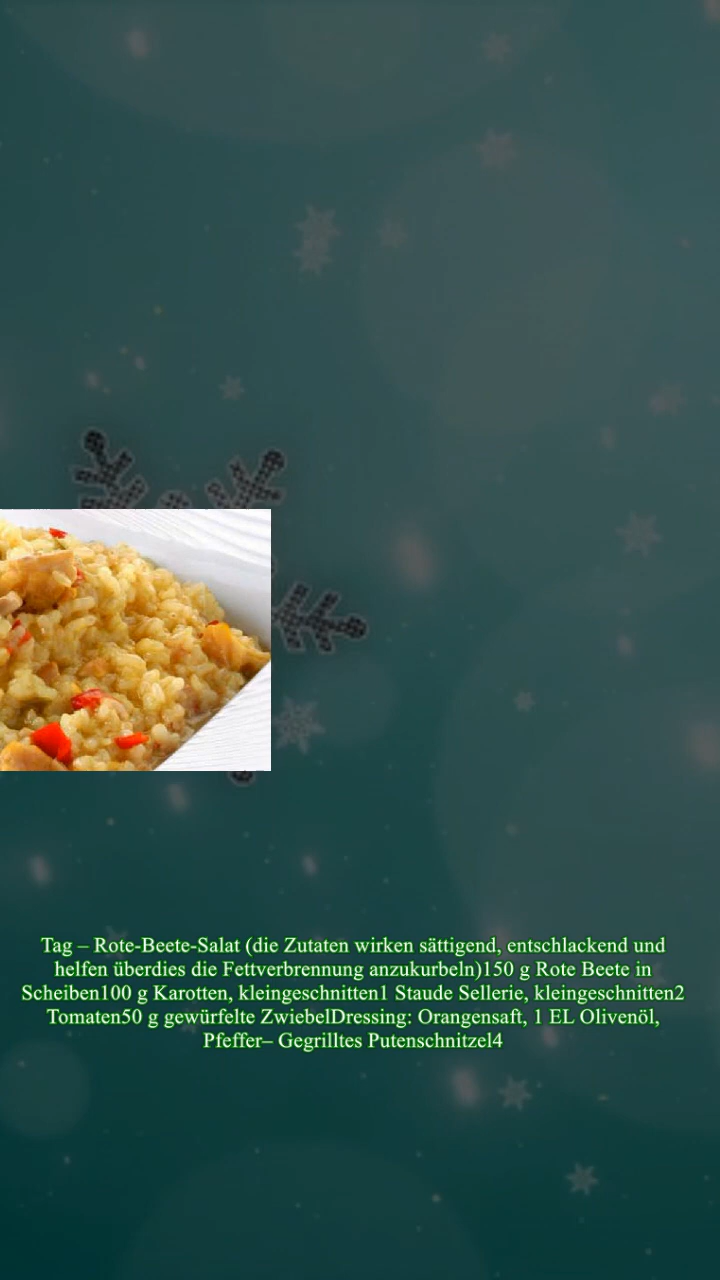 Tag – Rote-Beete-Salat (die Zutaten wirken sättigend, entschlackend und
helfen überdies die Fettverbrennung anzukurbeln)150 g Rote Beete in
Scheiben100 g Karotten, kleingeschnitten1 Staude Sellerie, kleingeschnitten2
Tomaten50 g gewürfelte ZwiebelDressing: Orangensaft, 1 EL Olivenöl,
Pfeffer– Gegrilltes Putenschnitzel4